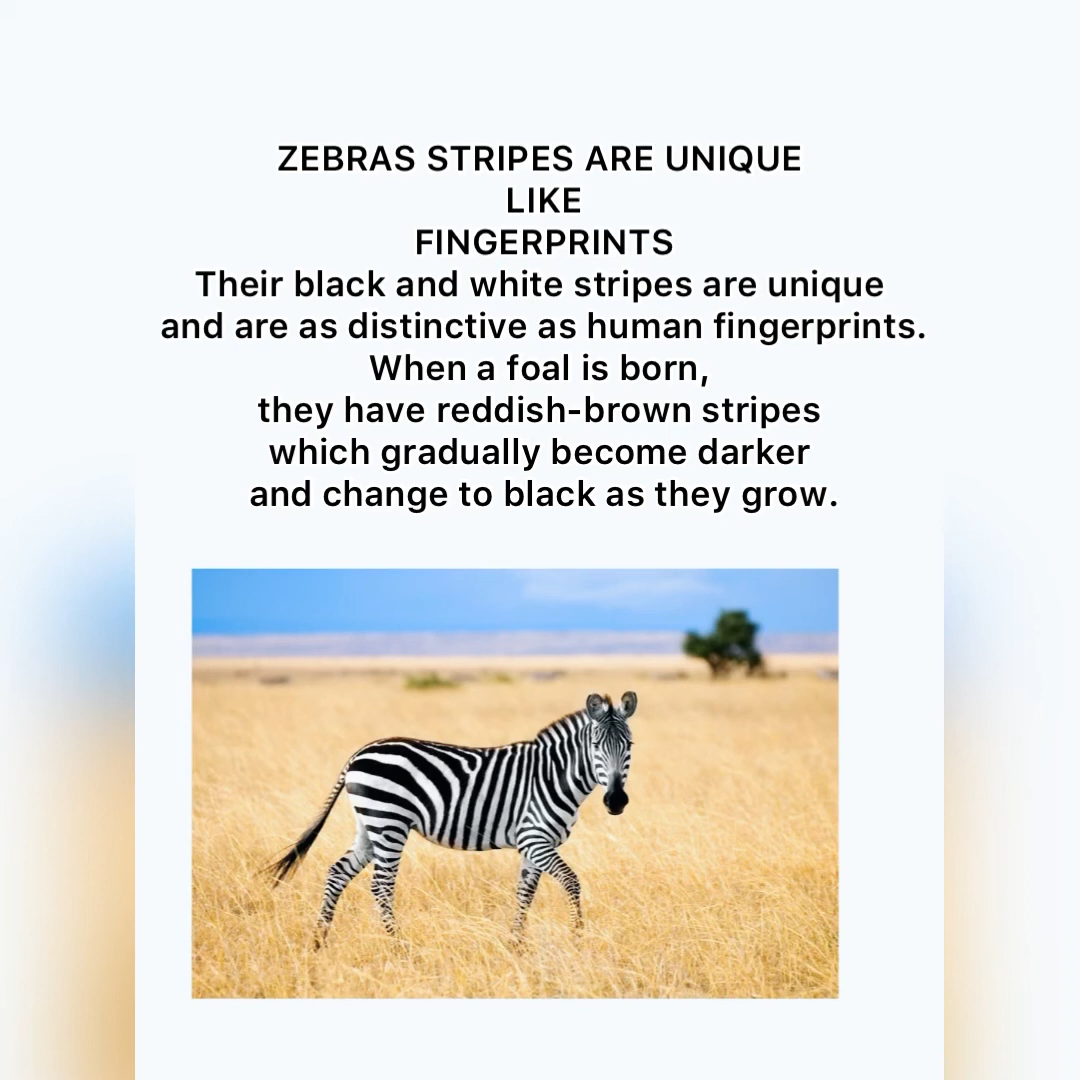 ZEBRAS STRIPES ARE UNIQUE
LIKE
FINGERPRINTS
Their black and white stripes are unique
and are as distinctive as human fingerprints.
When a foal is born,
they have reddish-brown stripes
which gradually become darker
and change to black as they grow.